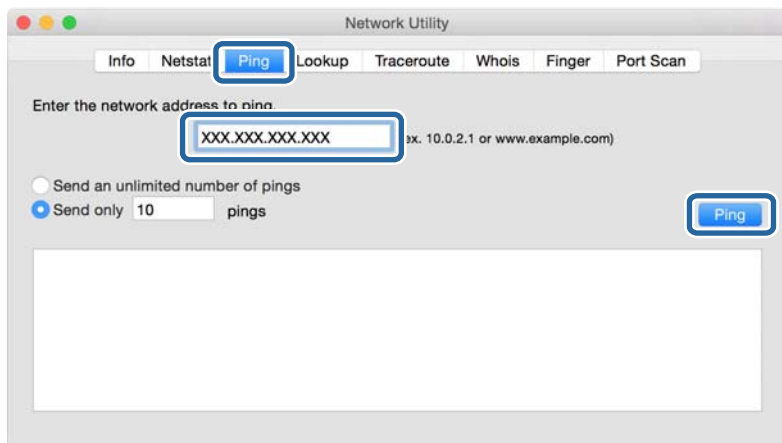 Network Utility
Info Netstat Ping Lookup Traceroute Whois Finger Port Scan
Enter the network address to ping.
XXX.XXX.XXX.XXX ex. 10.0.2.1 or www.example.com)
Send an unlimited number of pings
Send only 10 pings
Ping